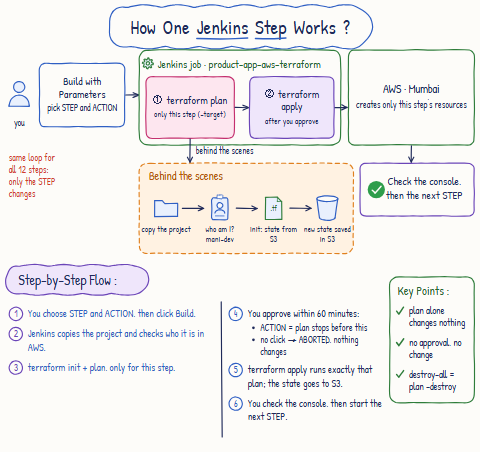 How One Jenkins Step Works ?
Jenkins job · product-app-aws-terraform
Build with
Parameters
pick STEP and ACTION
you
① terraform plan
only this step (-target)
② terraform
apply
after you approve
AWS · Mumbai
creates only this step's resources
behind the scenes
same loop for
all 12 steps:
only the STEP
changes
Behind the scenes
copy the project
who am I?
mani-dev
.tf
init: state from
S3
new state saved
in S3
Check the console.
then the next STEP
Step-by-Step Flow :
1 You choose STEP and ACTION. then click Build.
2 Jenkins copies the project and checks who it is in
AWS.
3 terraform init + plan. only for this step.
4 You approve within 60 minutes:
• ACTION = plan stops before this
• no click → ABORTED. nothing
changes
5 terraform apply runs exactly that
plan; the state goes to S3.
6 You check the console. then start the
next STEP.
Key Points :
✓ plan alone
changes nothing
✓ no approval. no
change
✓ destroy-all =
plan -destroy